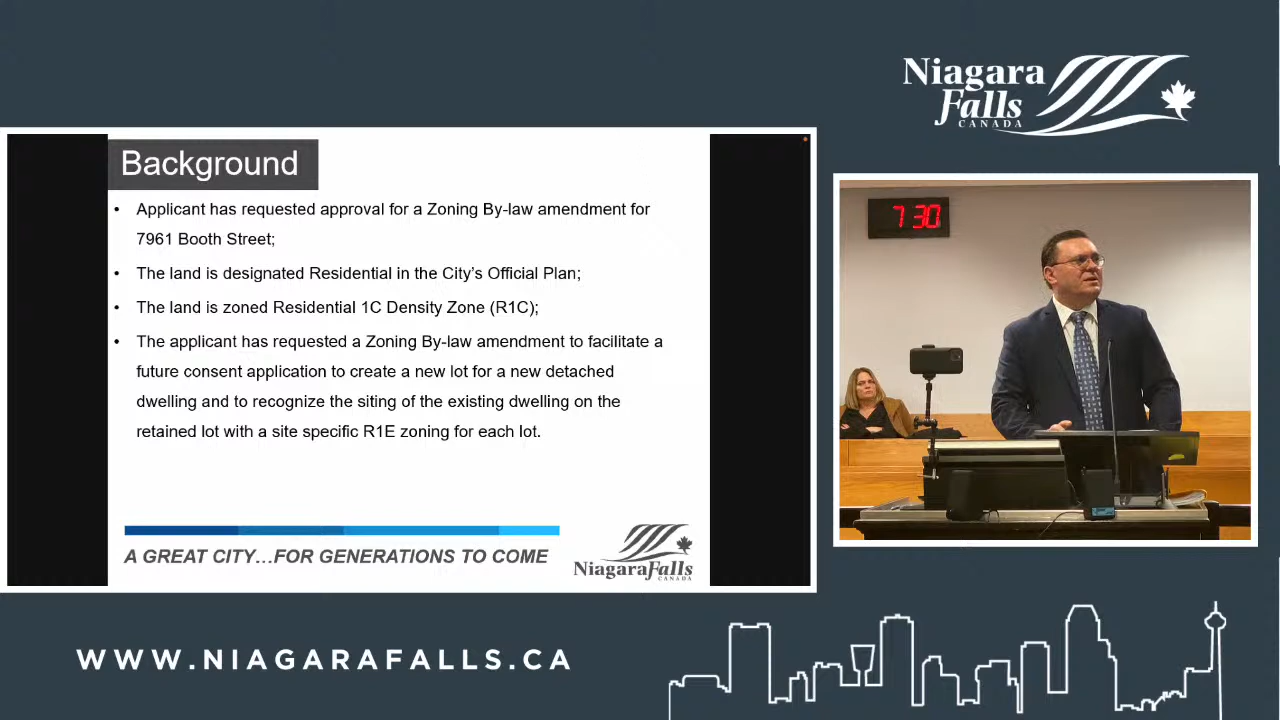 Background
• Applicant has requested approval for a Zoning By-law amendment for
7961 Booth Street;
• The land is designated Residential in the City's Official Plan;
• The land is zoned Residential 1C Density Zone (R1C);
• The applicant has requested a Zoning By-law amendment to facilitate a
future consent application to create a new lot for a new detached
dwelling and to recognize the siting of the existing dwelling on the
retained lot with a site specific R1E zoning for each lot.
A GREAT CITY...FOR GENERATIONS TO COME
NiagaraFalls
CANADA
Niagara
Falls
CANADA
7 30
WWW.NIAGARAFALLS.CA